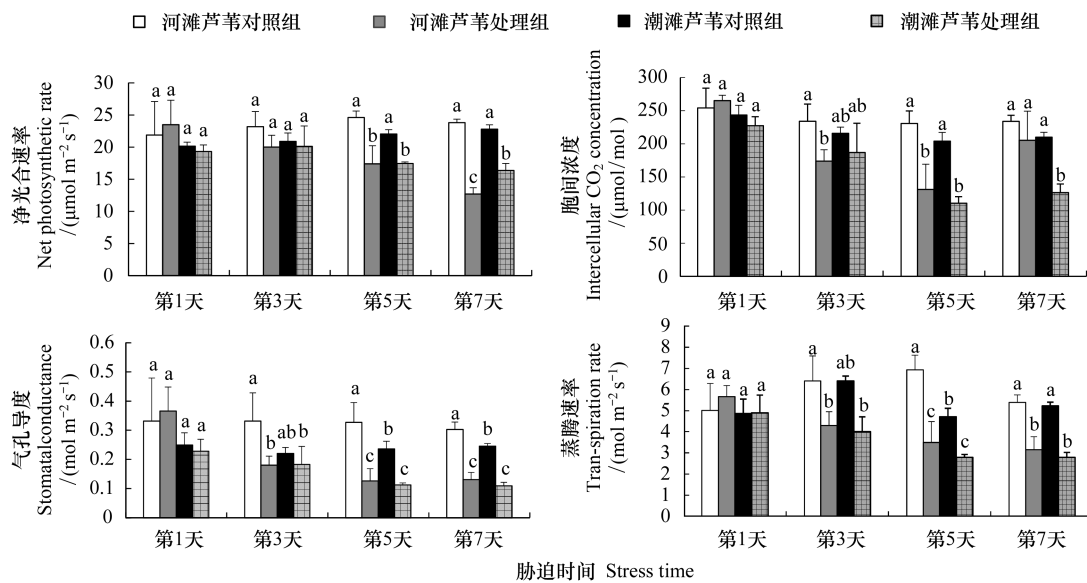 河滩芦苇对照组 河滩芦苇处理组 潮滩芦苇对照组 潮滩芦苇处理组
净光合速率
Net photosynthetic rate
/(μmol m⁻² s⁻¹)
35
30
25
20
15
10
5
0
a a a a
a a a a
a b a b
a c a b
第1天 第3天 第5天 第7天
胞间浓度
Intercellular CO₂ concentration
/(μmol/mol)
300
250
200
150
100
50
0
a a a a
a b ab ab
a b a b
a a a b
第1天 第3天 第5天 第7天
气孔导度
Stomatalconductance
/(mol m⁻² s⁻¹)
0.6
0.5
0.4
0.3
0.2
0.1
0
a a a a
a b ab b
a c b c
a c b c
第1天 第3天 第5天 第7天
蒸腾速率
Tran-spiration rate
/(mol m⁻² s⁻¹)
9
8
7
6
5
4
3
2
1
0
a a a a
a b ab b
a c b c
a b a b
第1天 第3天 第5天 第7天
胁迫时间 Stress time